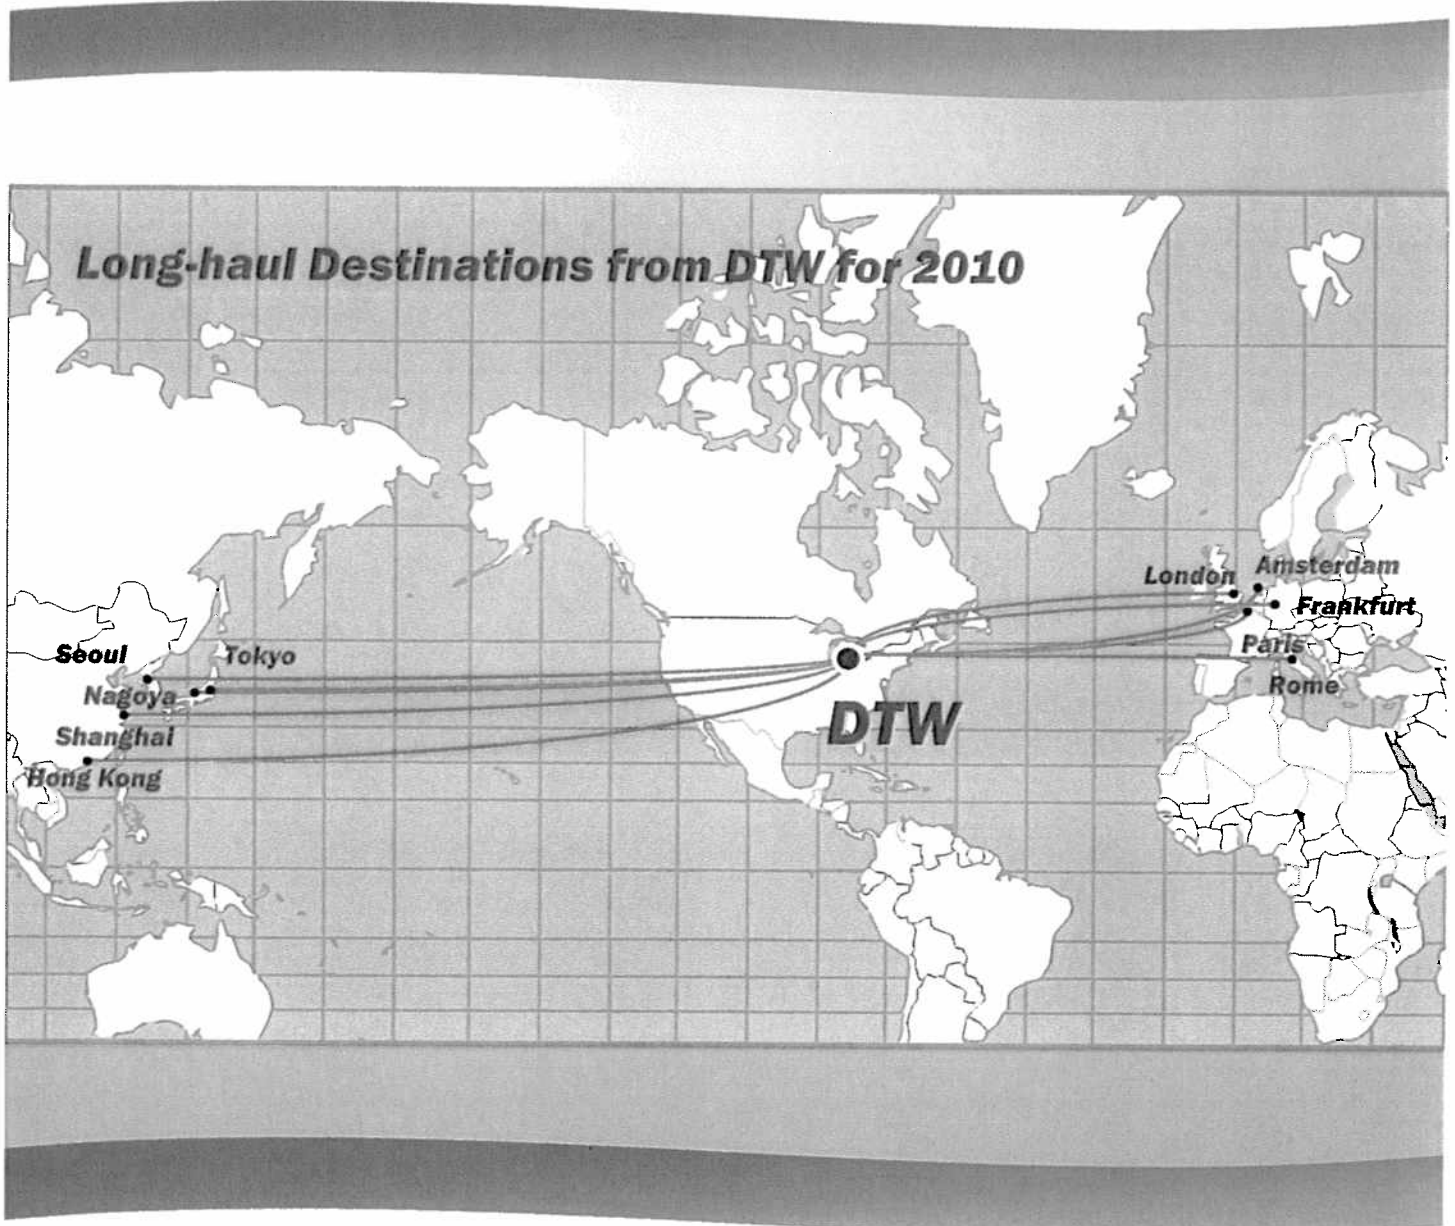 Long-haul Destinations from DTW for 2010
London
Amsterdam
Frankfurt
Paris
Rome
Seoul
Tokyo
Nagoya
Shanghai
Hong Kong
DTW